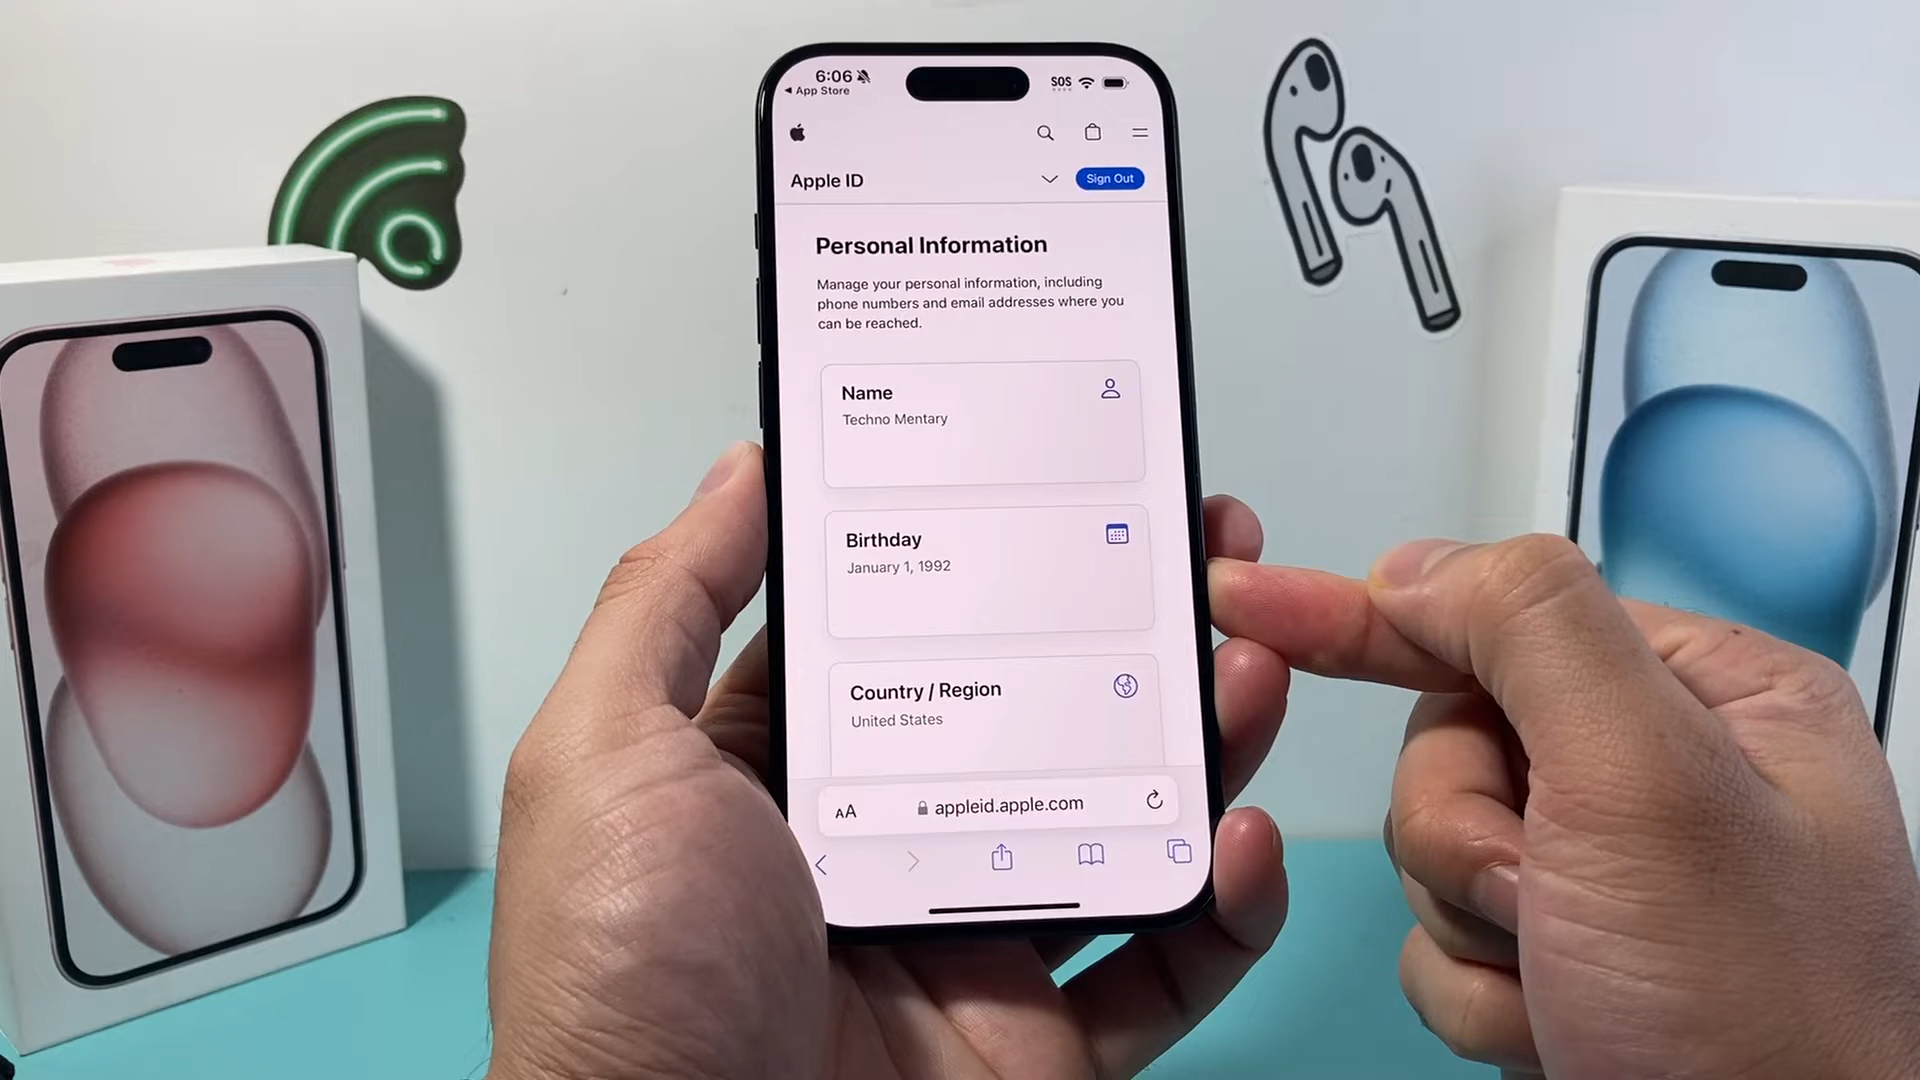 6:06
SOS
App Store
Apple ID
Sign Out
Personal Information
Manage your personal information, including
phone numbers and email addresses where you
can be reached.
Name
Techno Mentary
Birthday
January 1, 1992
Country / Region
United States
AA
appleid.apple.com